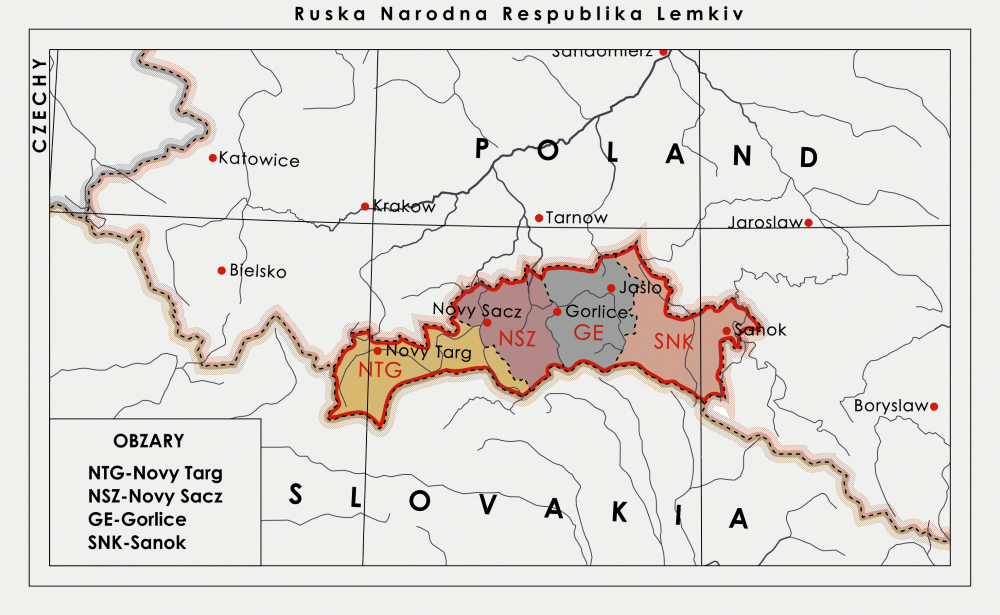 Ruska Narodna Respublika Lemkiv
CZECHY
Sandomierz
POLAND
Katowice
Krakow
Tarnow
Jaroslaw
Bielsko
Jaslo
Novy Sacz
Gorlice
NSZ
GE
SNK
Sanok
Novy Targ
NTG
Boryslaw
OBZARY
NTG-Novy Targ
NSZ-Novy Sacz
GE-Gorlice
SNK-Sanok
SLOVAKIA